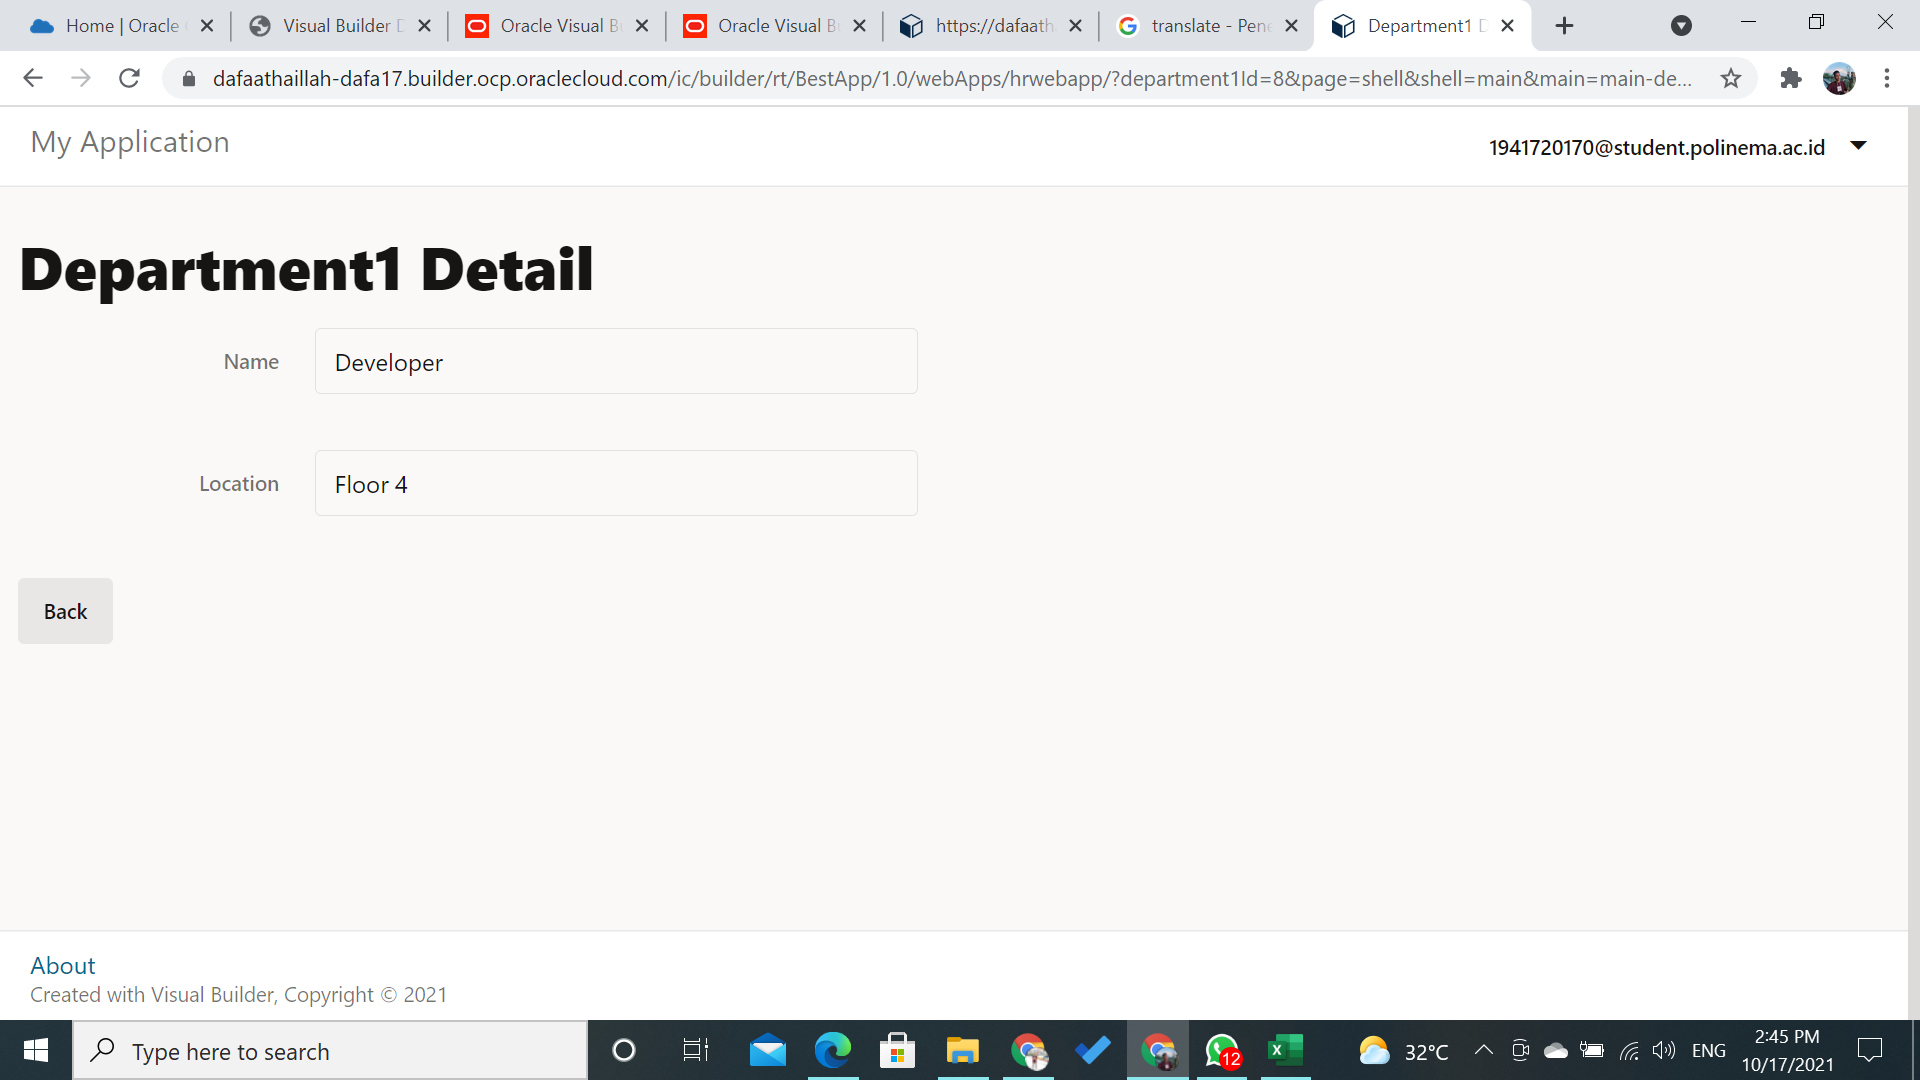 Home | Oracle
Visual Builder
Oracle Visual B
Oracle Visual B
https://dafaath
translate - Pene
Department1 D
dafaathaillah-dafa17.builder.ocp.oraclecloud.com/ic/builder/rt/BestApp/1.0/webApps/hrwebapp/?department1Id=8&page=shell&shell=main&main=main-de...
My Application
1941720170@student.polinema.ac.id
Department1 Detail
Name
Developer
Location
Floor 4
Back
About
Created with Visual Builder, Copyright © 2021
Type here to search
12
32°C
ENG
2:45 PM
10/17/2021